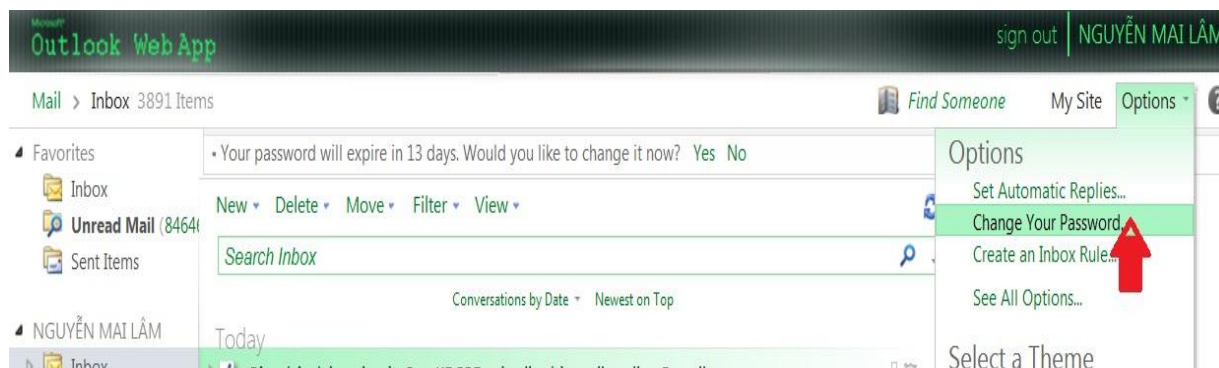 Microsoft
Outlook Web App
sign out | NGUYỄN MAI LÂM
Mail > Inbox 3891 Items
Find Someone My Site Options
Favorites
• Your password will expire in 13 days. Would you like to change it now? Yes No
Options
Inbox
Set Automatic Replies...
New Delete Move Filter View
Unread Mail (8464
Change Your Password
Search Inbox
Sent Items
Create an Inbox Rule...
Conversations by Date Newest on Top
See All Options...
NGUYỄN MAI LÂM
Today
Select a Theme
Inbox